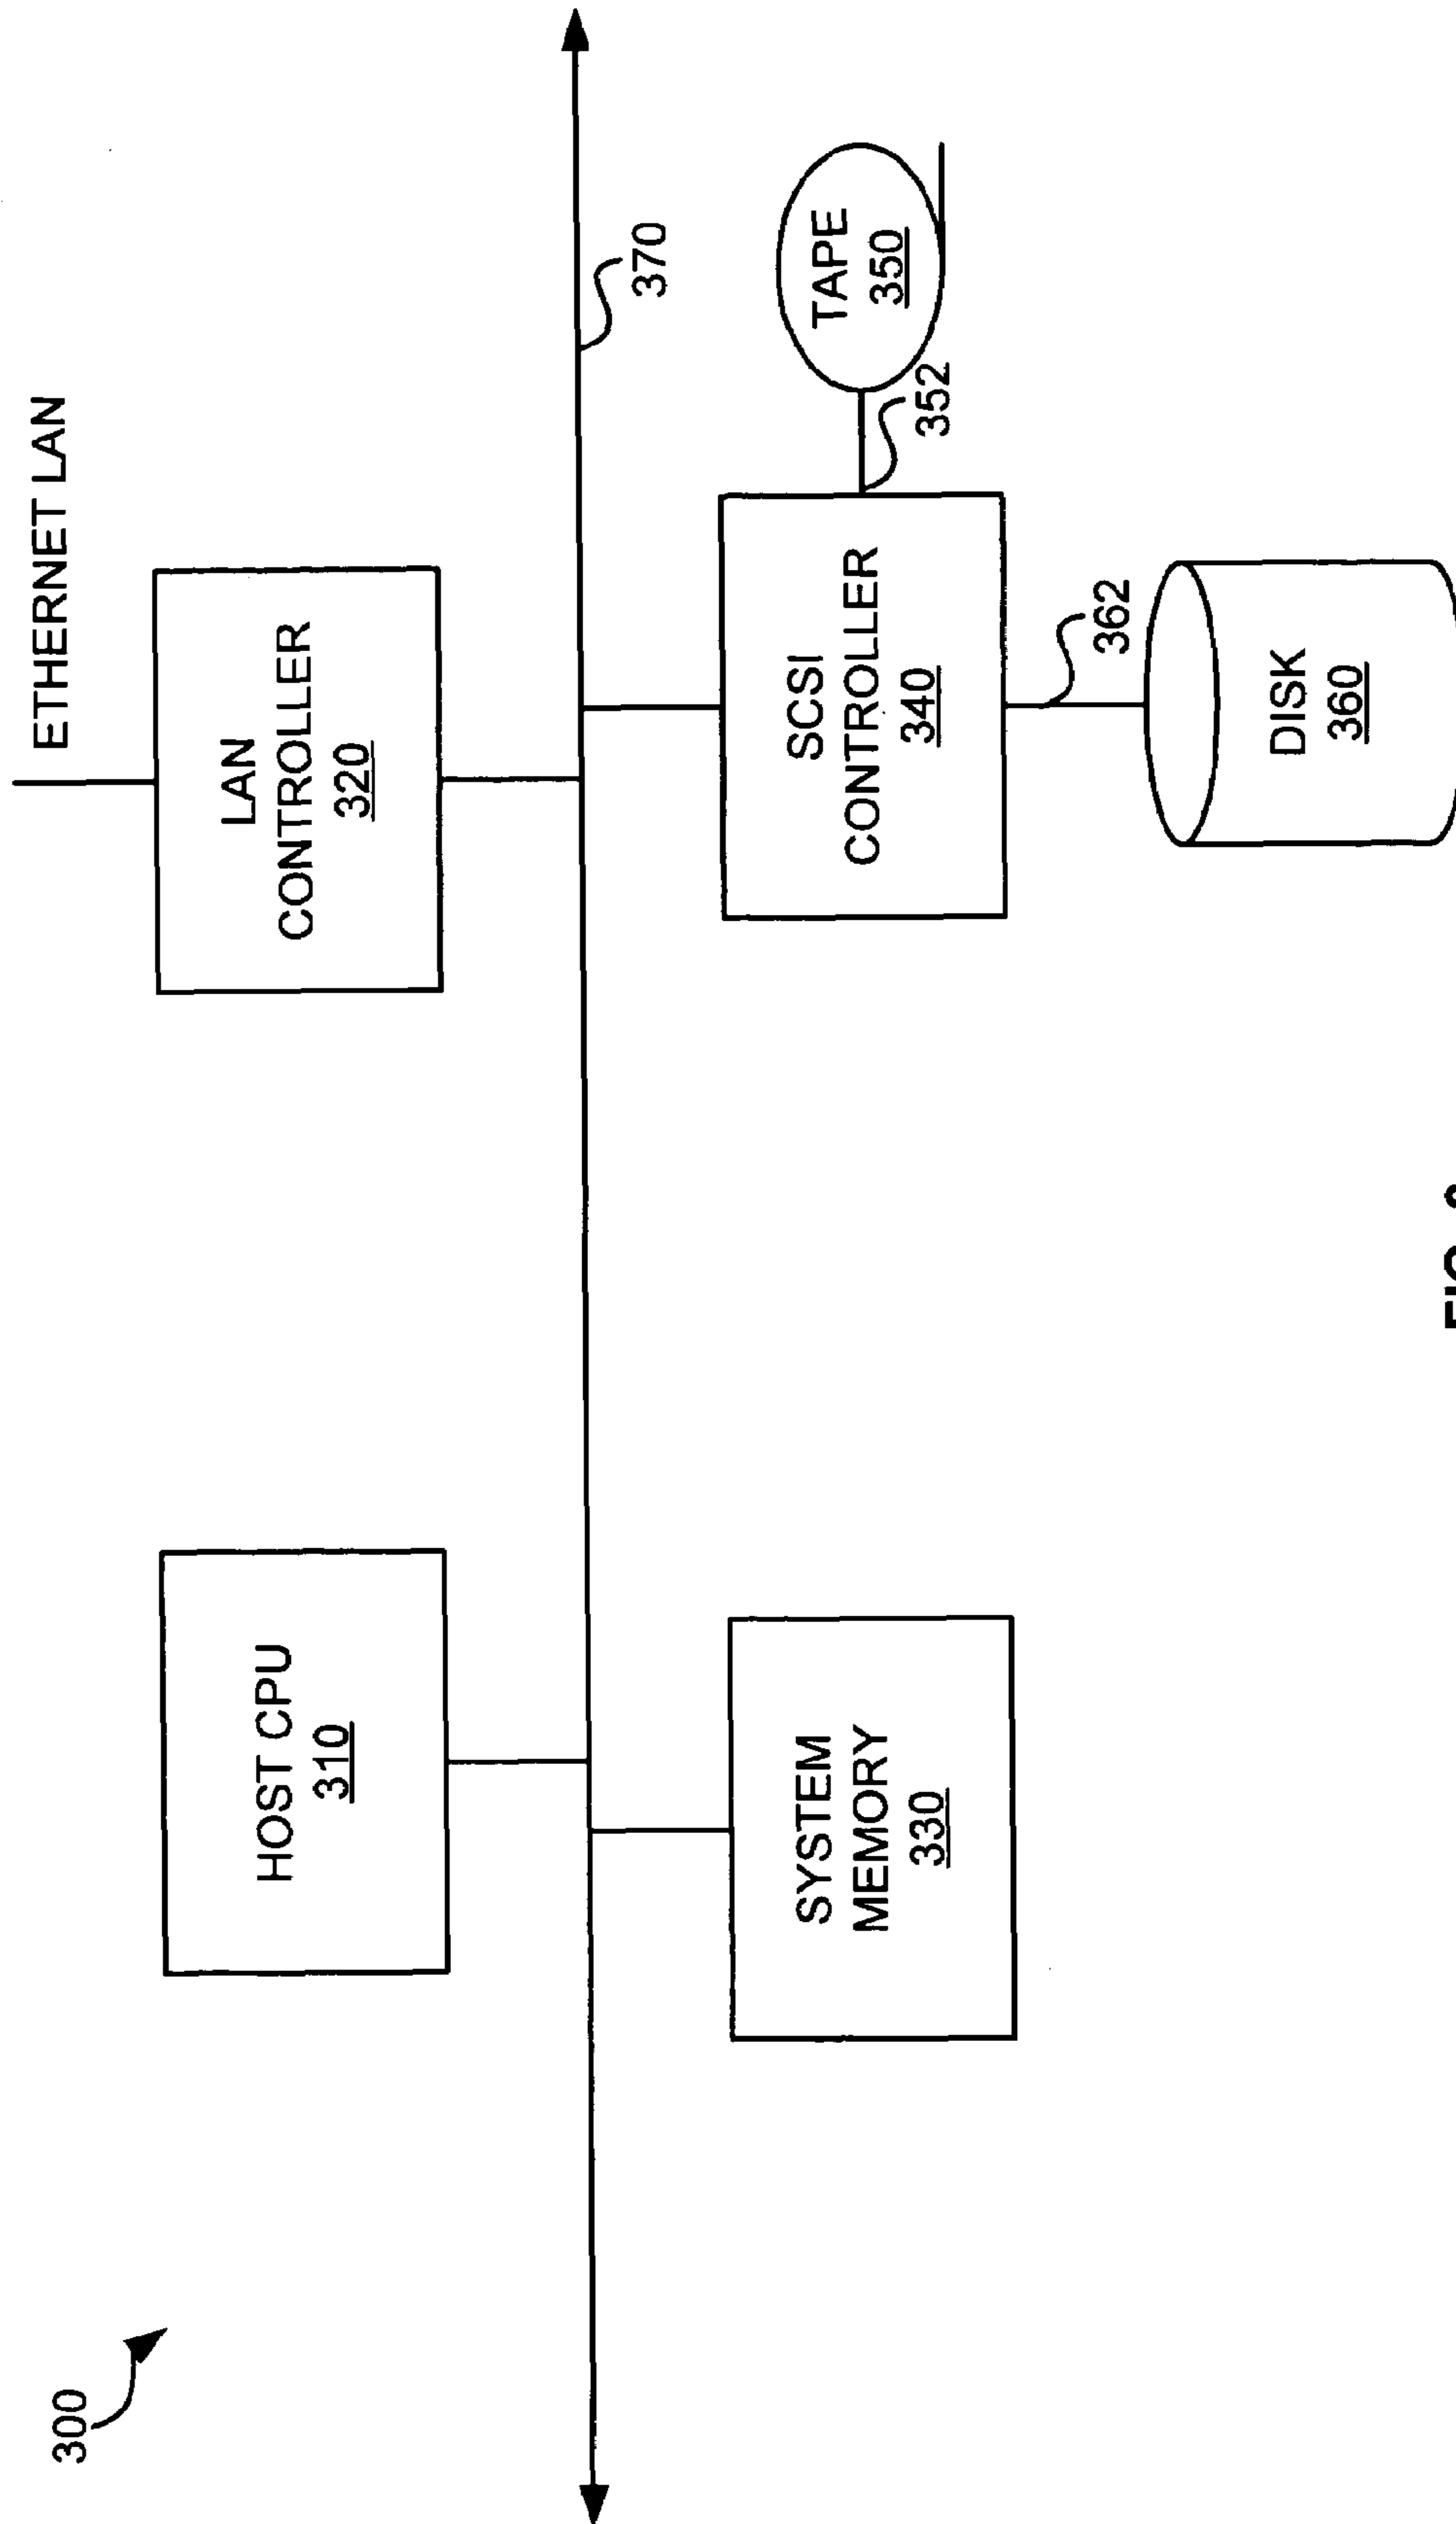 300
HOST CPU
310
LAN
CONTROLLER
320
ETHERNET LAN
370
SYSTEM
MEMORY
330
SCSI
CONTROLLER
340
352
TAPE
350
362
DISK
360
FIG.